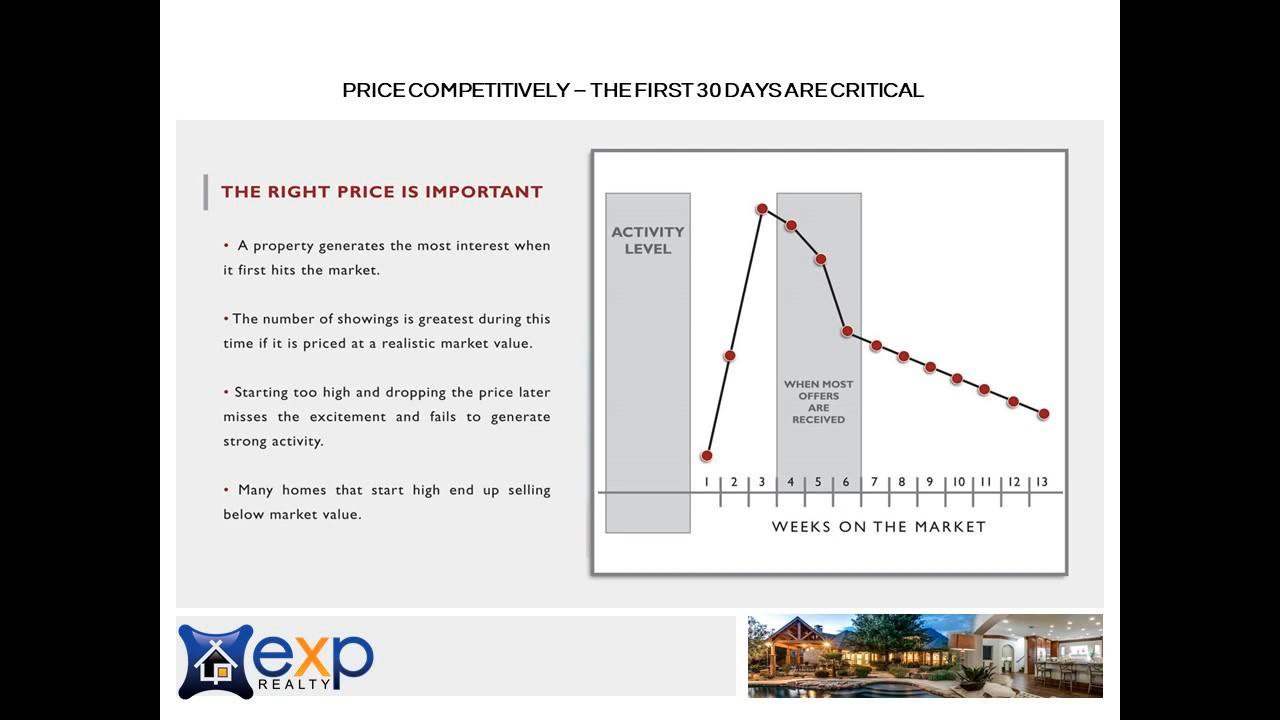 PRICE COMPETITIVELY – THE FIRST 30 DAYS ARE CRITICAL
THE RIGHT PRICE IS IMPORTANT
• A property generates the most interest when
it first hits the market.
• The number of showings is greatest during this
time if it is priced at a realistic market value.
• Starting too high and dropping the price later
misses the excitement and fails to generate
strong activity.
• Many homes that start high end up selling
below market value.
ACTIVITY
LEVEL
WHEN MOST
OFFERS
ARE
RECEIVED
1 2 3 4 5 6 7 8 9 10 11 12 13
WEEKS ON THE MARKET
exp
REALTY